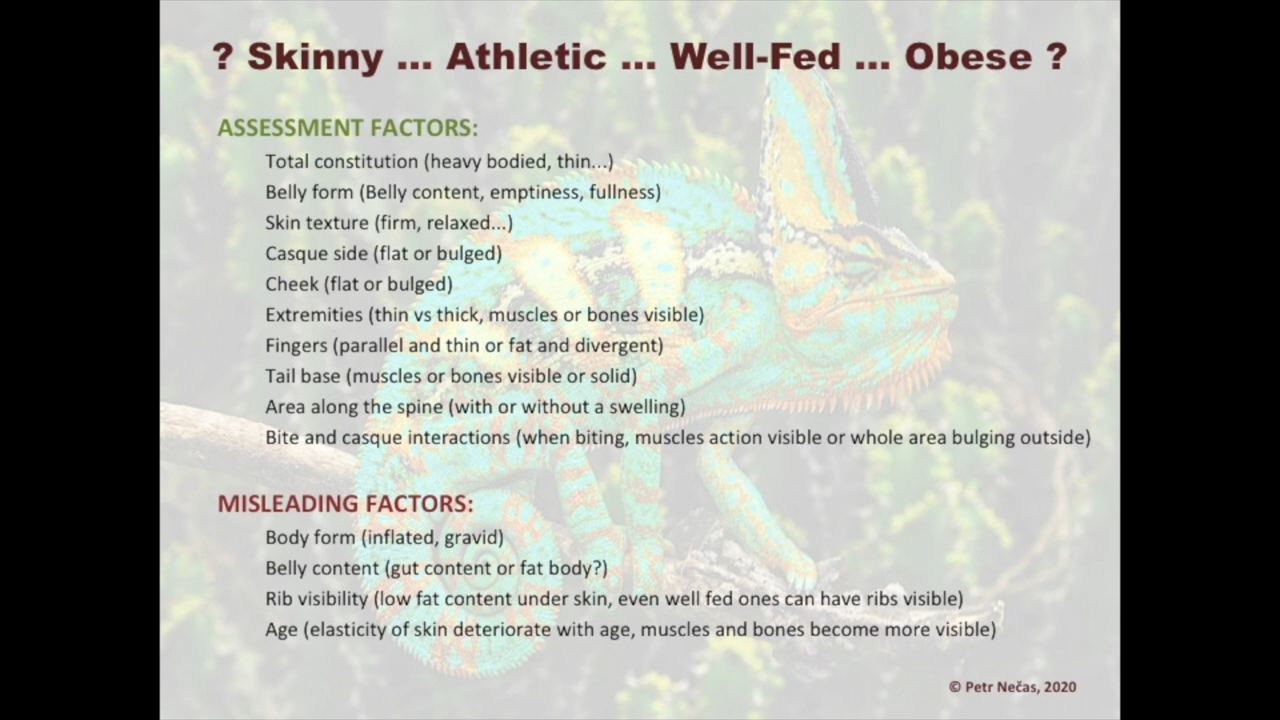 ? Skinny ... Athletic ... Well-Fed ... Obese ?
ASSESSMENT FACTORS:
Total constitution (heavy bodied, thin...)
Belly form (Belly content, emptiness, fullness)
Skin texture (firm, relaxed...)
Casque side (flat or bulged)
Cheek (flat or bulged)
Extremities (thin vs thick, muscles or bones visible)
Fingers (parallel and thin or fat and divergent)
Tail base (muscles or bones visible or solid)
Area along the spine (with or without a swelling)
Bite and casque interactions (when biting, muscles action visible or whole area bulging outside)
MISLEADING FACTORS:
Body form (inflated, gravid)
Belly content (gut content or fat body?)
Rib visibility (low fat content under skin, even well fed ones can have ribs visible)
Age (elasticity of skin deteriorate with age, muscles and bones become more visible)
© Petr Nečas, 2020